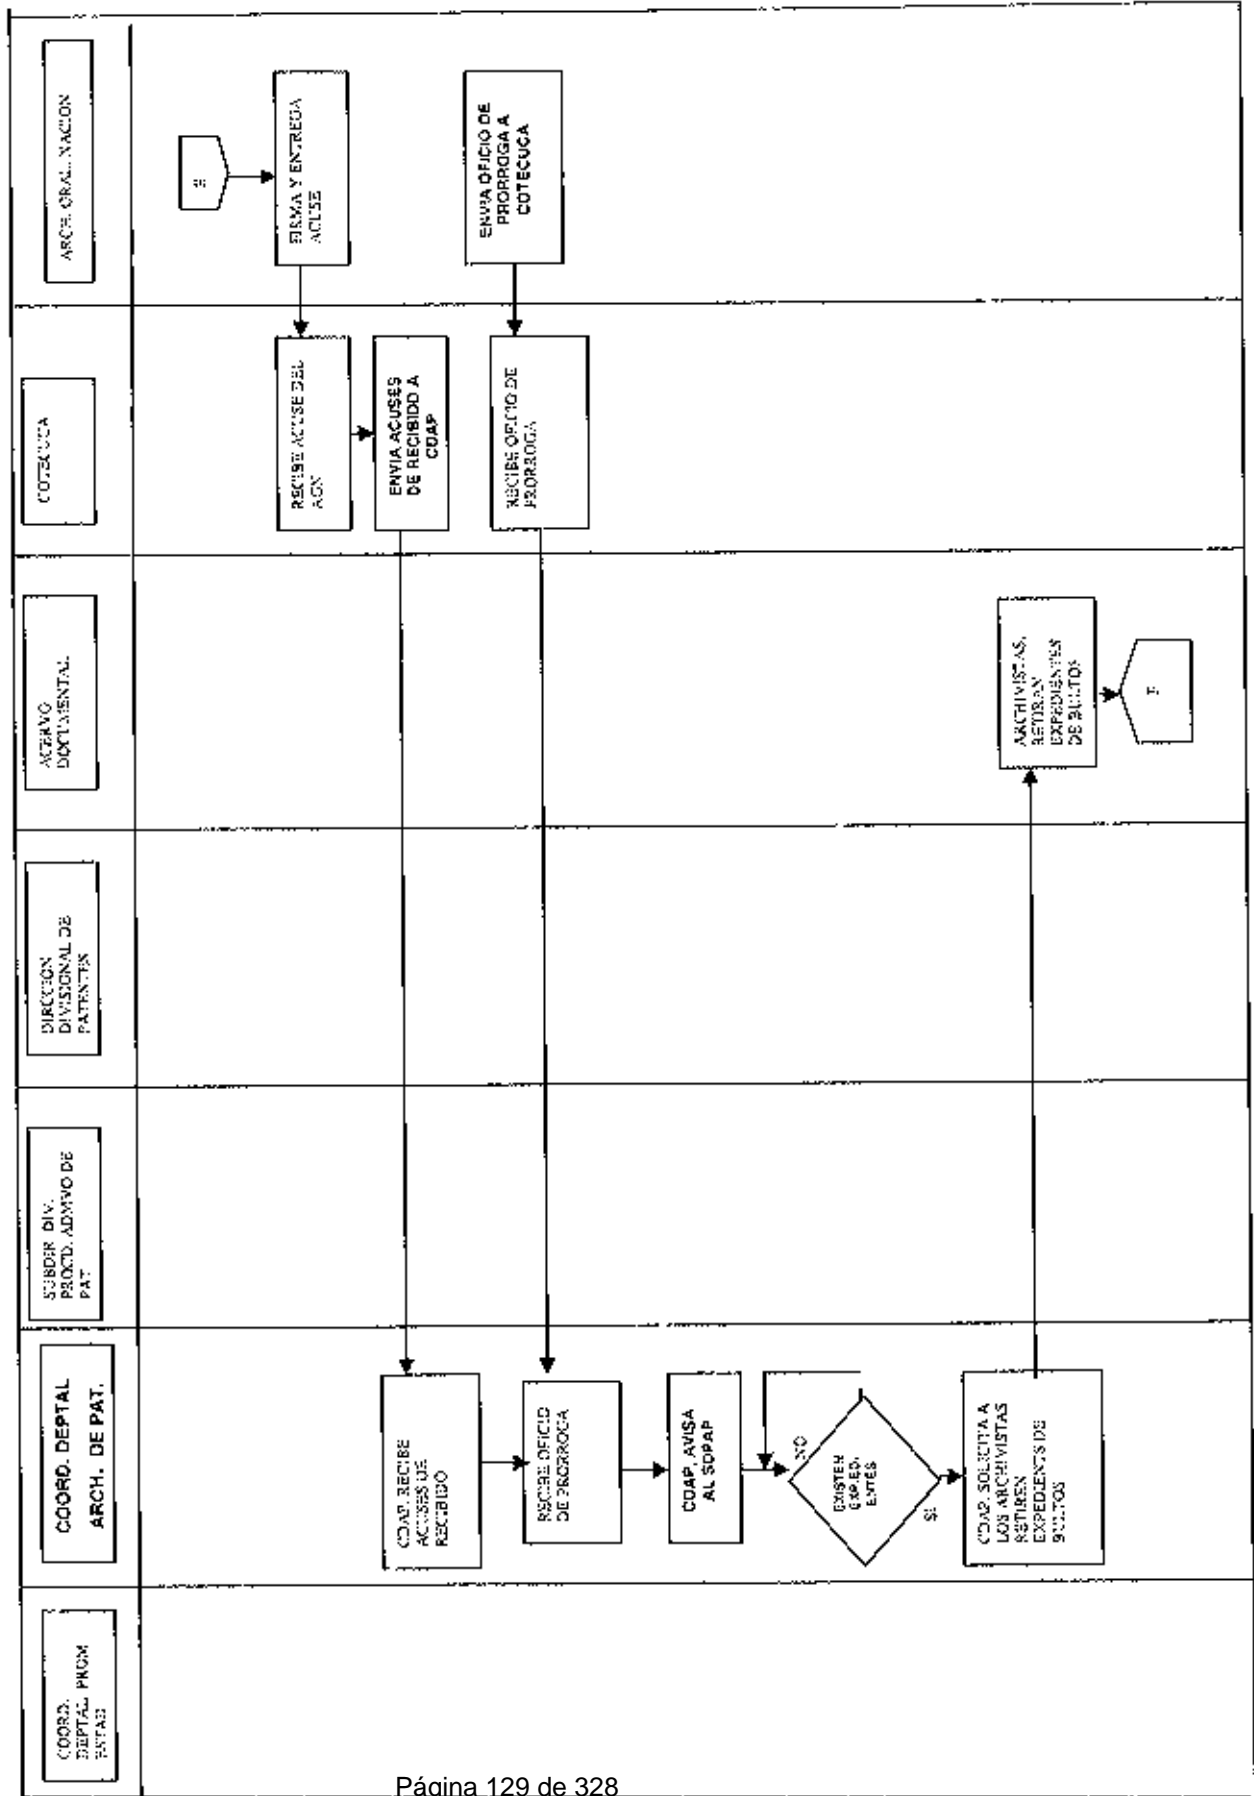 COORD.
DEPTAL PROM
COORD. DEPTAL
ARCH. DE PAT.
SUBDIR. DIV.
PROCD. ADMVO DE
PAT
DIRCCION
DIVISIONAL DE
PATENTES
ACERVO
DOCUMENTAL
COTECUCA
ARCH. GRAL. NACION
FIRMA Y ENTREGA
ACUSE
RECIBE ACUSE DEL
AGN
ENVIA ACUSES
DE RECIBIDO A
CDAP
CDAP. RECIBE
ACUSES DE
RECIBIDO
ENVIA OFICIO DE
PRORROGA A
COTECUCA
RECIBE OFICIO DE
PRORROGA
RECIBE OFICIO
DE PRORROGA
CDAP, AVISA
AL SDPAP
NO
EXISTEN
EXPED.
ENTES
SI
CDAP. SOLICITA A
LOS ARCHIVISTAS
RETIREN
EXPEDIENTS DE
BULTOS
ARCHIVISTAS,
RETIRAN
EXPEDIENTES
DE BULTOS
Página 129 de 328